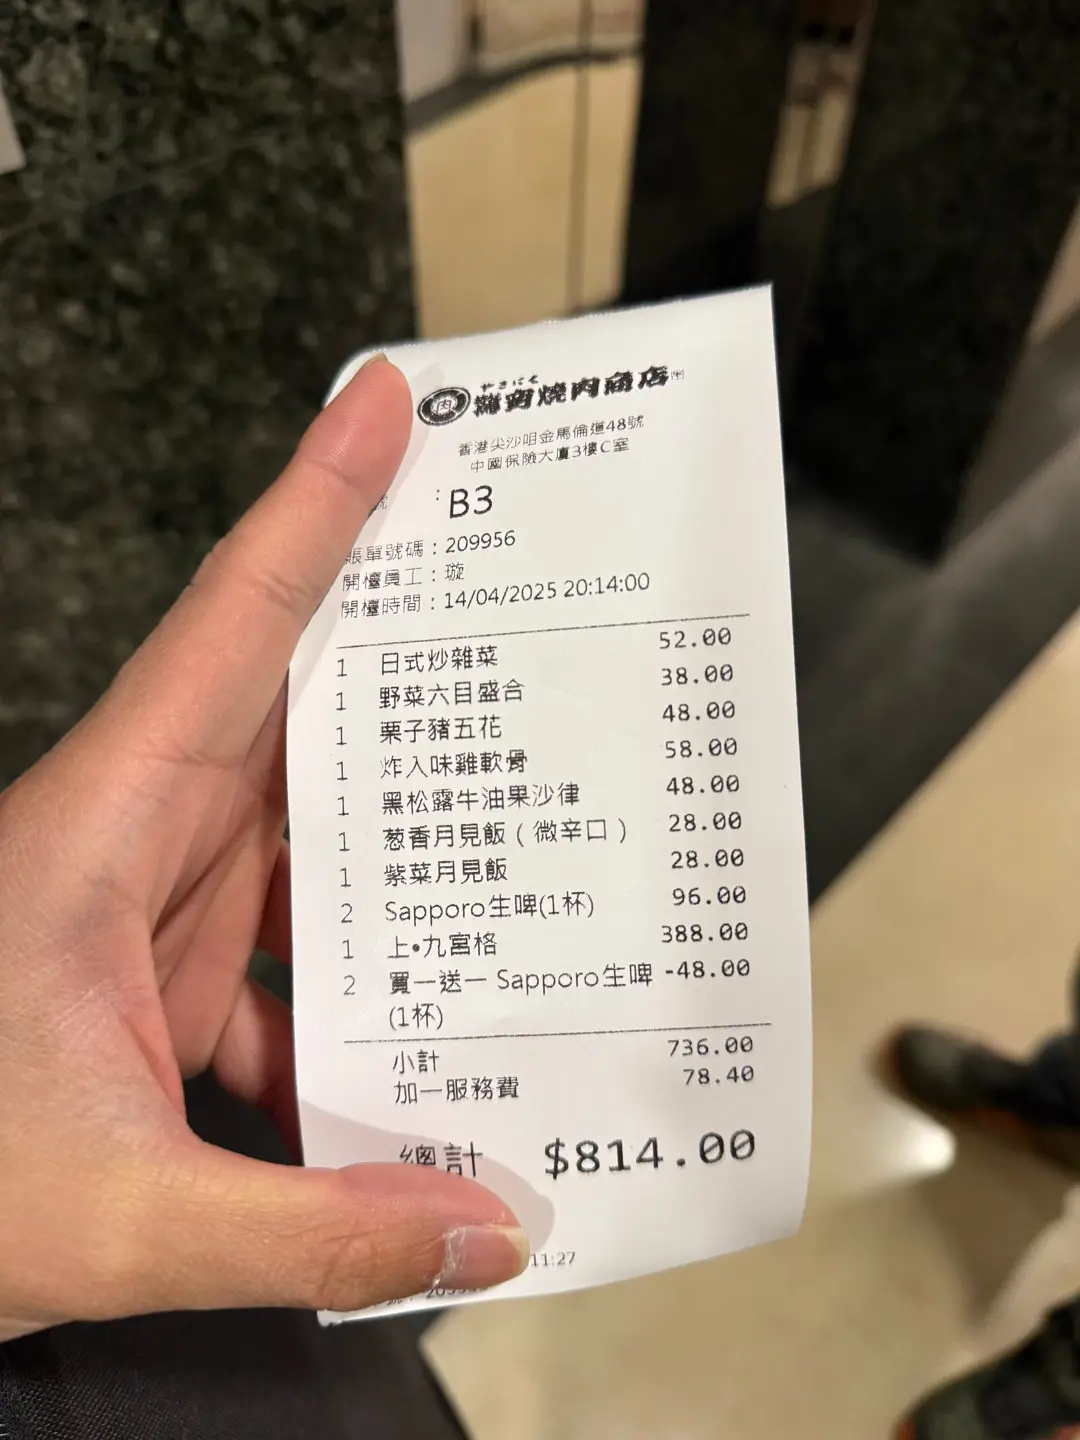 やきにく
肉 燒肉商店
香港尖沙咀金馬倫道48號
中國保險大廈3樓C室
號 : B3
賬單號碼：209956
開檯員工：璇
開檯時間：14/04/2025 20:14:00
1 日式炒雜菜 52.00
1 野菜六目盛合 38.00
1 栗子豬五花 48.00
1 炸入味雞軟骨 58.00
1 黑松露牛油果沙律 48.00
1 葱香月見飯（微辛口） 28.00
1 紫菜月見飯 28.00
2 Sapporo生啤(1杯) 96.00
1 上•九宮格 388.00
2 買一送一 Sapporo生啤 -48.00
(1杯)
小計 736.00
加一服務費 78.40
總計 $814.00
11:27